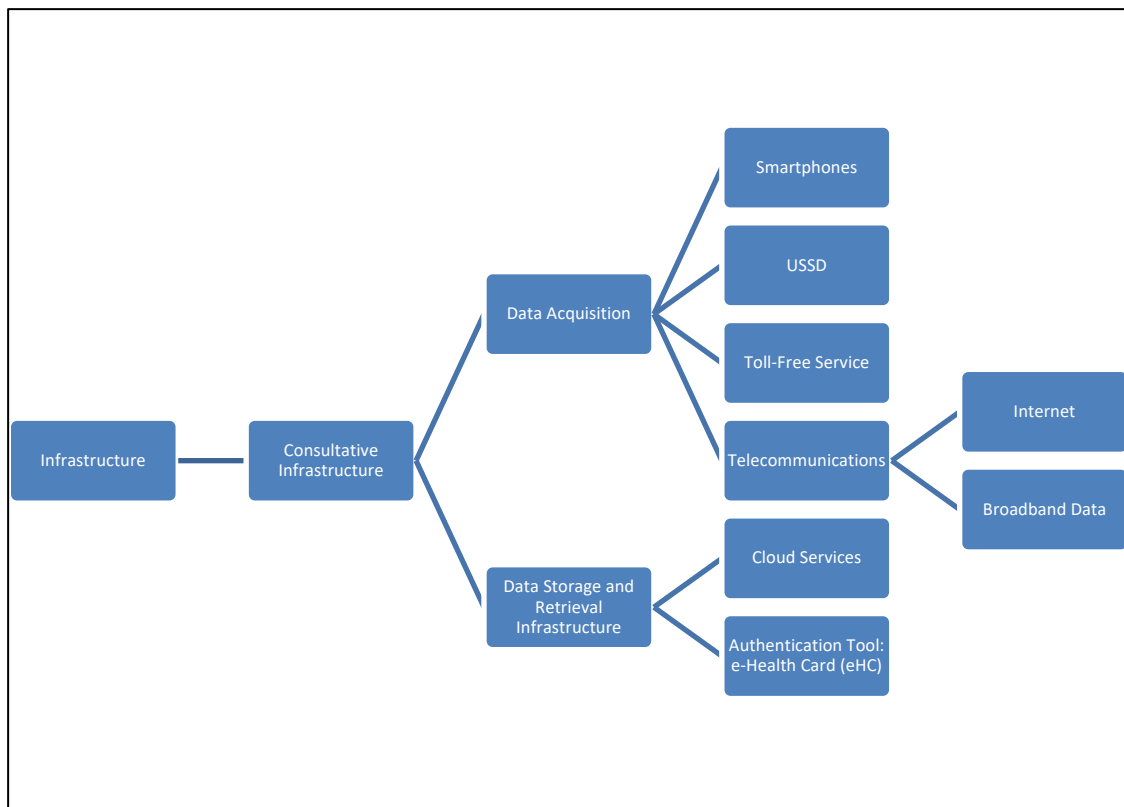 Infrastructure
Consultative
Infrastructure
Data Acquisition
Smartphones
USSD
Toll-Free Service
Telecommunications
Internet
Broadband Data
Data Storage and
Retrieval
Infrastructure
Cloud Services
Authentication Tool:
e-Health Card (eHC)